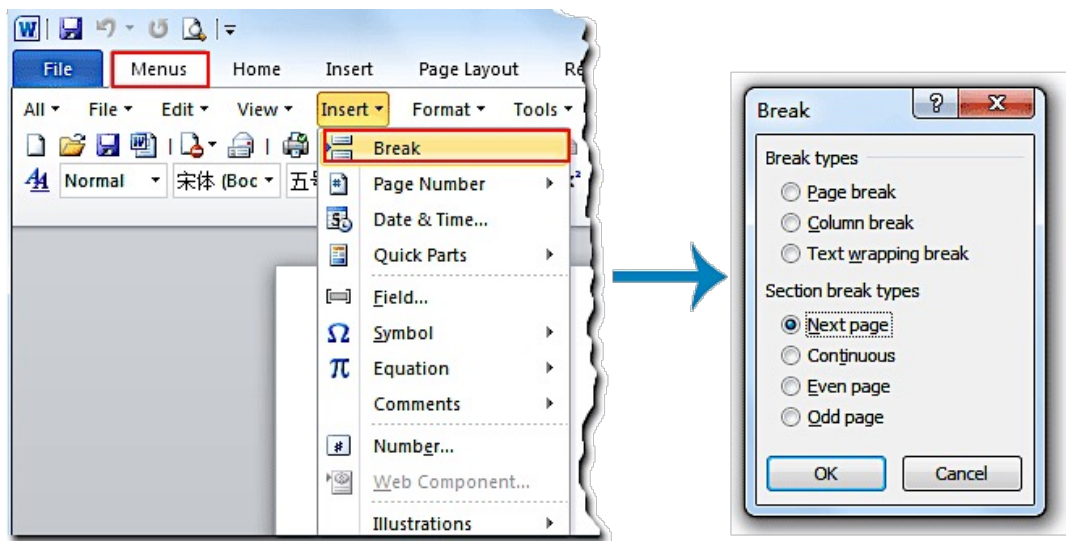 File Menus Home Insert Page Layout
All File Edit View Insert Format Tools
Normal 宋体 (Boc
Break
Page Number
Date & Time...
Quick Parts
Field...
Symbol
Equation
Comments
Number...
Web Component...
Illustrations
Break
Break types
Page break
Column break
Text wrapping break
Section break types
Next page
Continuous
Even page
Odd page
OK Cancel